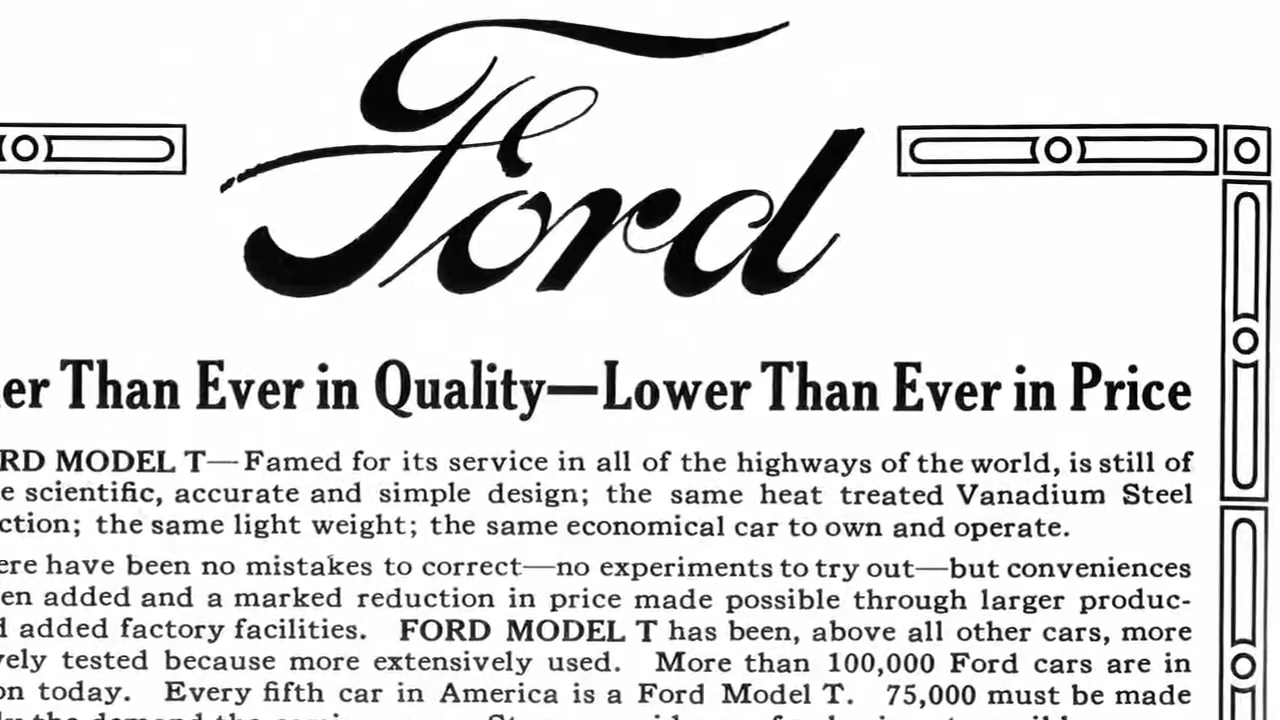 Ford
er Than Ever in Quality—Lower Than Ever in Price
RD MODEL T—Famed for its service in all of the highways of the world, is still of
e scientific, accurate and simple design; the same heat treated Vanadium Steel
ction; the same light weight; the same economical car to own and operate.
ere have been no mistakes to correct—no experiments to try out—but conveniences
en added and a marked reduction in price made possible through larger produc-
d added factory facilities. FORD MODEL T has been, above all other cars, more
vely tested because more extensively used. More than 100,000 Ford cars are in
on today. Every fifth car in America is a Ford Model T. 75,000 must be made